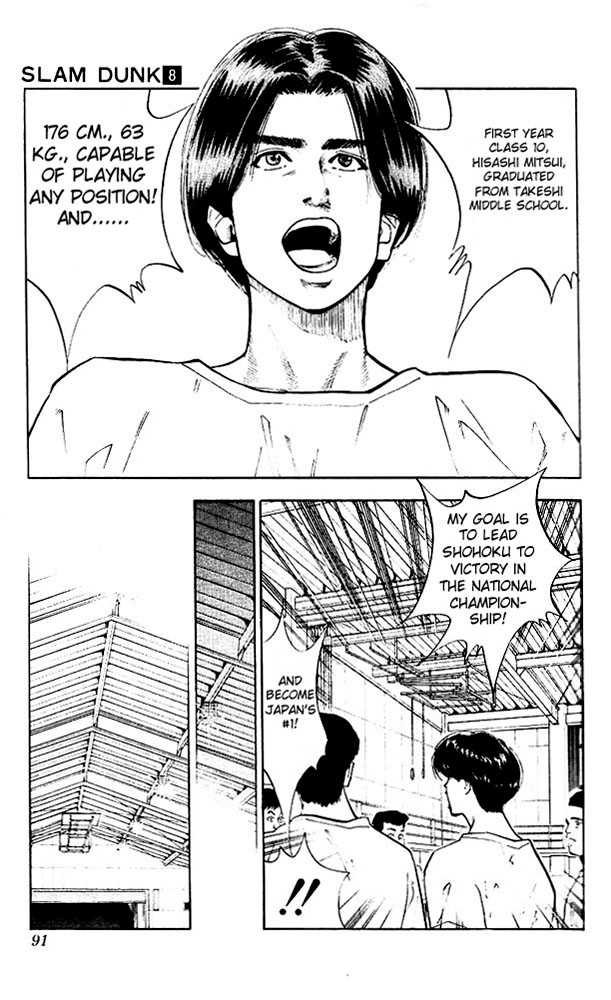 SLAM DUNK 8
FIRST YEAR
CLASS 10,
HISASHI MITSUI,
GRADUATED
FROM TAKESHI
MIDDLE SCHOOL.
176 CM., 63
KG., CAPABLE
OF PLAYING
ANY POSITION!
AND......
MY GOAL IS
TO LEAD
SHOHOKU TO
VICTORY IN
THE NATIONAL
CHAMPION-
SHIP!
AND
BECOME
JAPAN'S
#1!
!!
91